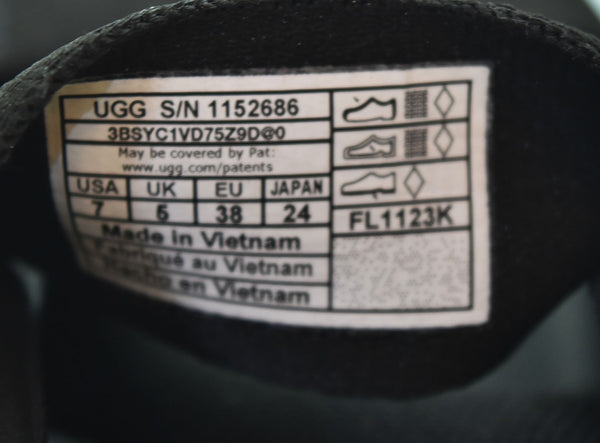 UGG S/N 1152686
3BSYC1VD75Z9D@0
May be covered by Pat:
www.ugg.com/patents
USA UK EU JAPAN
7 5 38 24
FL1123K
Made in Vietnam
Fabriqué au Vietnam
Hecho en Vietnam